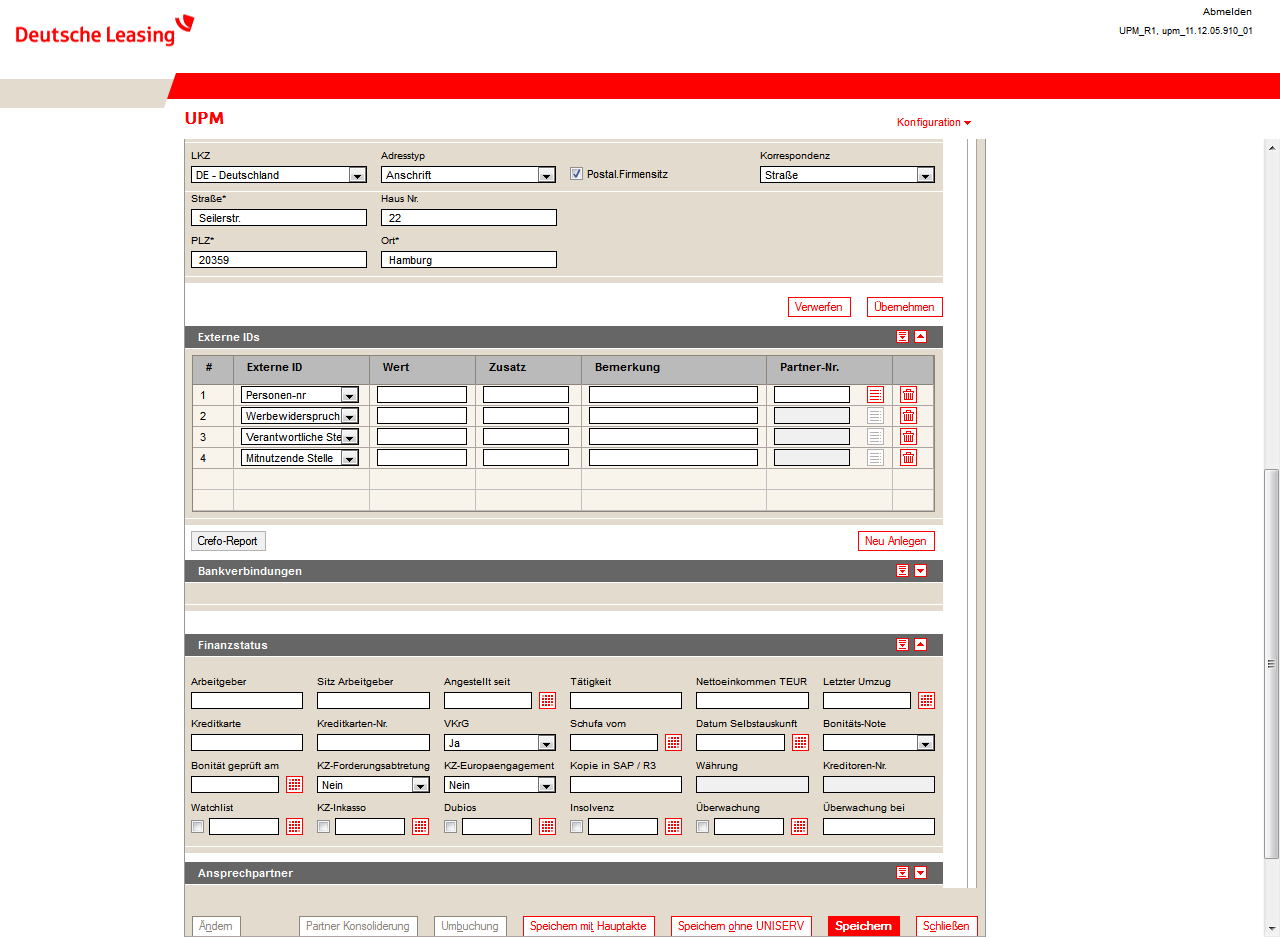 Abmelden
Deutsche Leasing
UPM_R1, upm_11.12.05.910_01
UPM
Konfiguration
LKZ Adresstyp Korrespondenz
DE - Deutschland Anschrift Postal.Firmensitz Straße
Straße* Haus Nr.
Seilerstr. 22
PLZ* Ort*
20359 Hamburg
Verwerfen Übernehmen
Externe IDs
# Externe ID Wert Zusatz Bemerkung Partner-Nr.
1 Personen-nr
2 Werbewiderspruch
3 Verantwortliche Ste
4 Mitnutzende Stelle
Crefo-Report Neu Anlegen
Bankverbindungen
Finanzstatus
Arbeitgeber Sitz Arbeitgeber Angestellt seit Tätigkeit Nettoeinkommen TEUR Letzter Umzug
Kreditkarte Kreditkarten-Nr. VKrG Schufa vom Datum Selbstauskunft Bonitäts-Note
Ja
Bonität geprüft am KZ-Forderungsabtretung KZ-Europaengagement Kopie in SAP / R3 Währung Kreditoren-Nr.
Nein Nein
Watchlist KZ-Inkasso Dubios Insolvenz Überwachung Überwachung bei
Ansprechpartner
Ändern Partner Konsolidierung Umbuchung Speichern mit Hauptakte Speichern ohne UNISERV Speichern Schließen